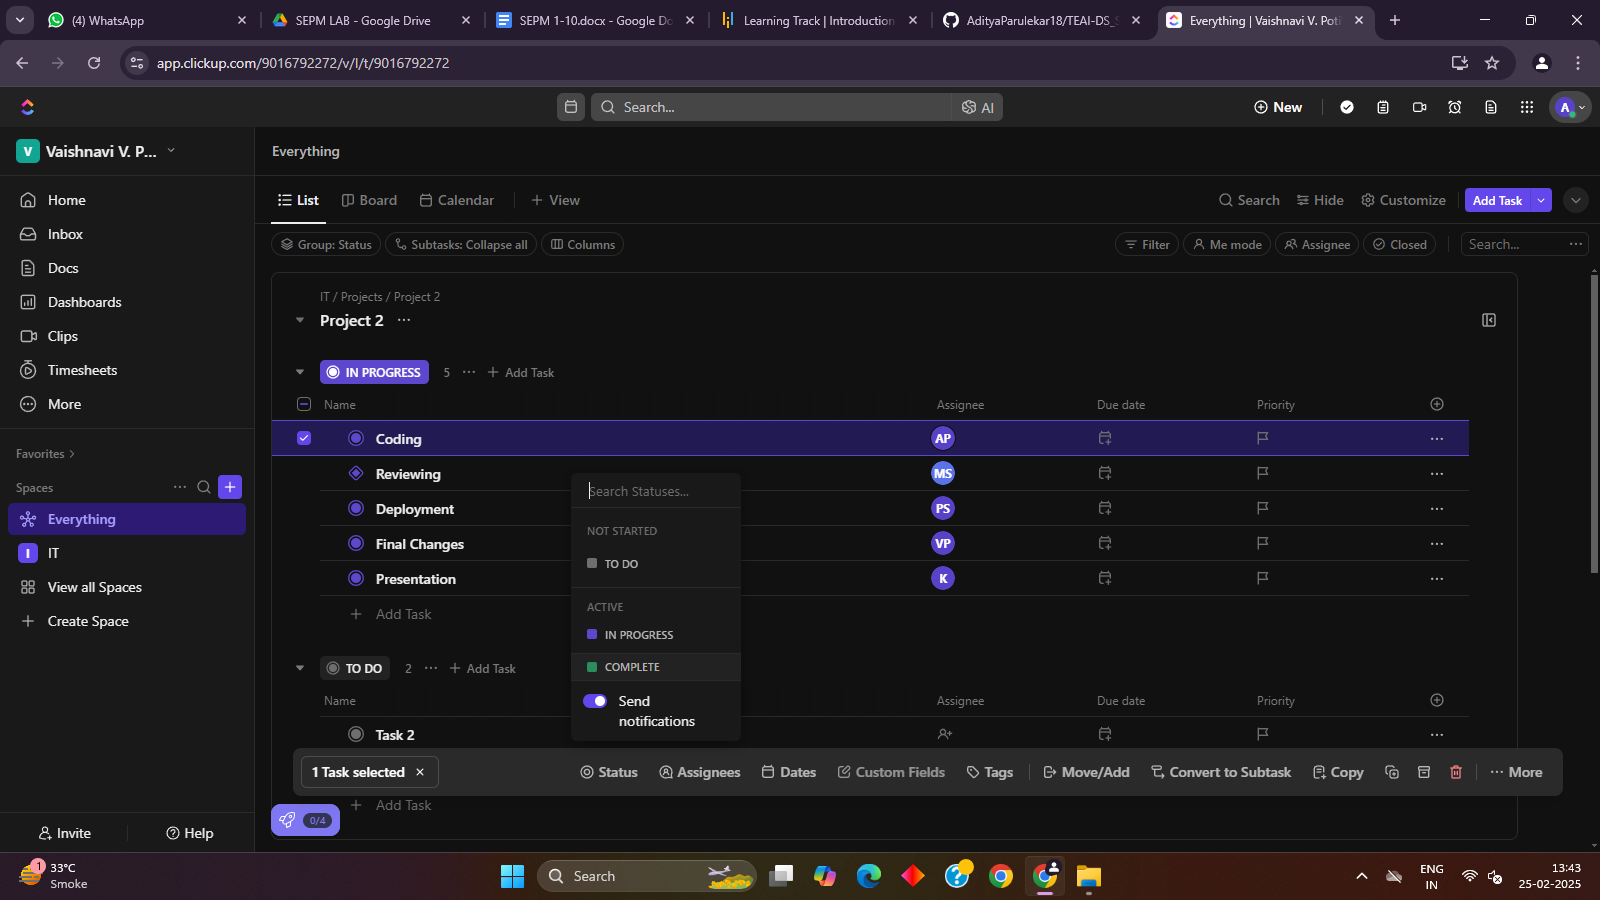 (4) WhatsApp
SEPM LAB - Google Drive
SEPM 1-10.docx - Google Do
Learning Track | Introduction
AdityaParulekar18/TEAI-DS_S
Everything | Vaishnavi V. Poti
app.clickup.com/9016792272/v/l/t/9016792272
Search...
AI
New
A
V
Vaishnavi V. P...
Everything
Home
Inbox
Docs
Dashboards
Clips
Timesheets
More
Favorites
Spaces
Everything
I
IT
View all Spaces
Create Space
Invite
Help
List
Board
Calendar
View
Search
Hide
Customize
Add Task
Group: Status
Subtasks: Collapse all
Columns
Filter
Me mode
Assignee
Closed
Search...
IT / Projects / Project 2
Project 2
IN PROGRESS 5 Add Task
Name Assignee Due date Priority
Coding AP
Reviewing MS
Deployment PS
Final Changes VP
Presentation K
Add Task
Search Statuses...
NOT STARTED
TO DO
ACTIVE
IN PROGRESS
COMPLETE
Send
notifications
TO DO 2 Add Task
Name Assignee Due date Priority
Task 2
1 Task selected
Status
Assignees
Dates
Custom Fields
Tags
Move/Add
Convert to Subtask
Copy
More
Add Task
0/4
1
33°C
Smoke
Search
ENG
IN
13:43
25-02-2025